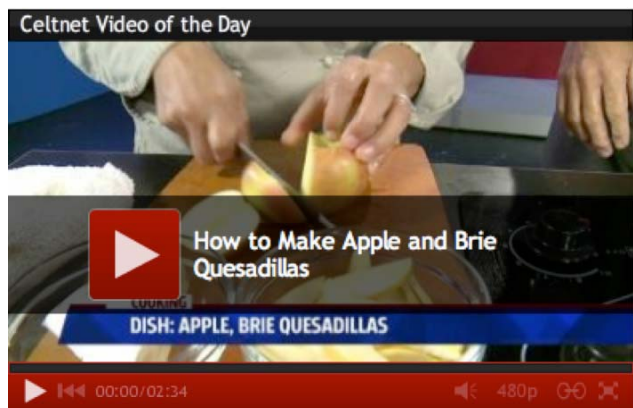 Celtnet Video of the Day
How to Make Apple and Brie
Quesadillas
COOKING
DISH: APPLE, BRIE QUESADILLAS
00:00/02:34
480p